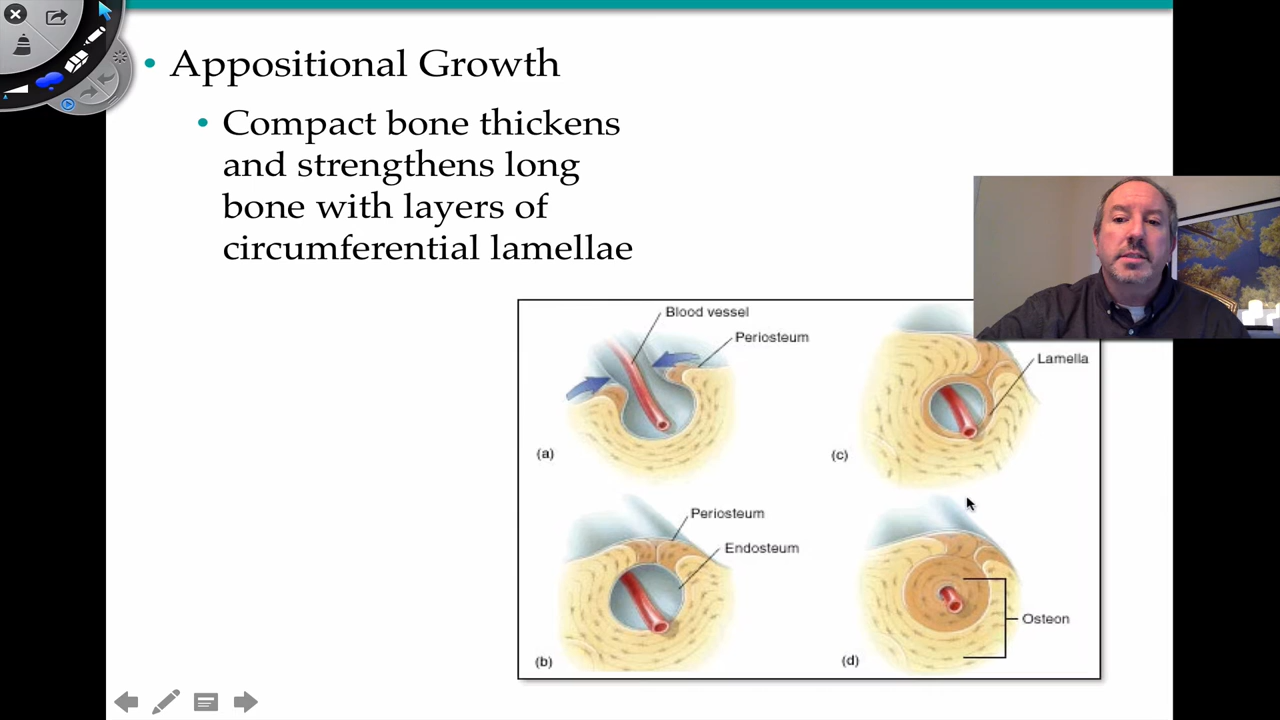 • Appositional Growth
• Compact bone thickens
and strengthens long
bone with layers of
circumferential lamellae
Blood vessel
Periosteum
(a)
Lamella
(c)
Periosteum
Endosteum
(b)
Osteon
(d)